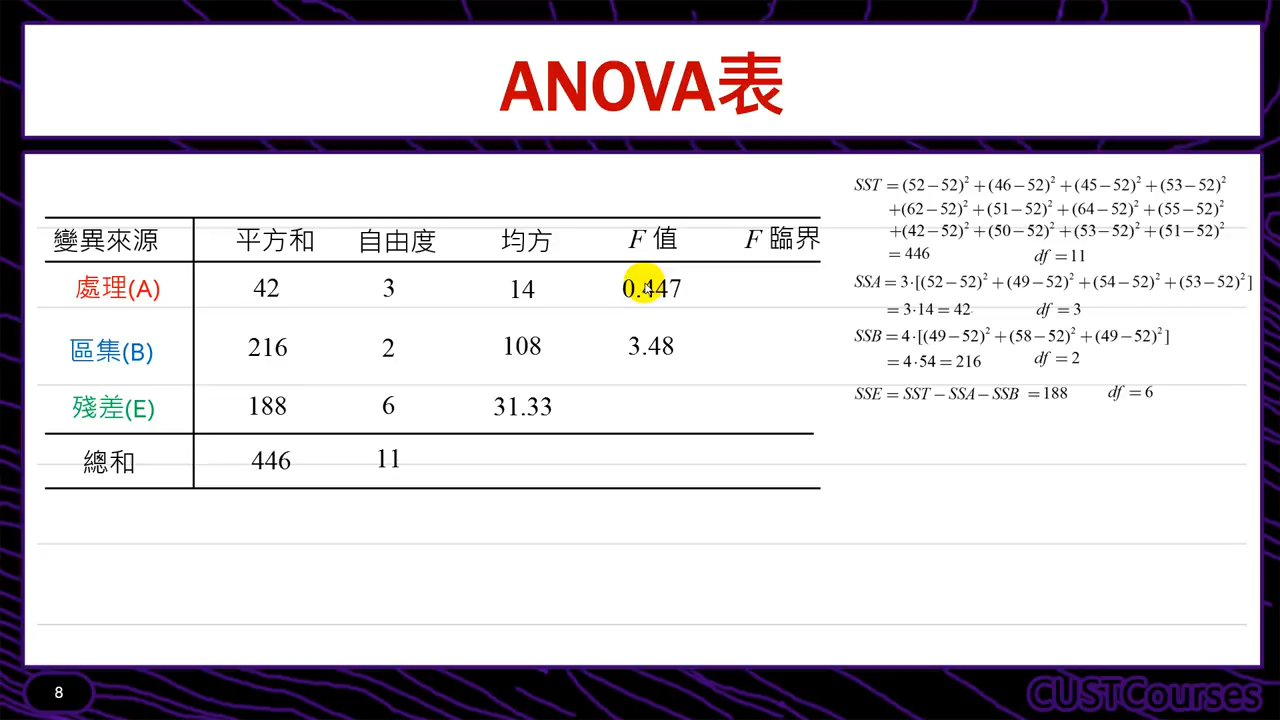 ANOVA表
變異來源 平方和 自由度 均方 F 值 F 臨界
處理(A) 42 3 14 0.447
區集(B) 216 2 108 3.48
殘差(E) 188 6 31.33
總和 446 11
SST = (52−52)² + (46−52)² + (45−52)² + (53−52)²
+(62−52)² + (51−52)² + (64−52)² + (55−52)²
+(42−52)² + (50−52)² + (53−52)² + (51−52)²
= 446 df = 11
SSA = 3·[(52−52)² + (49−52)² + (54−52)² + (53−52)²]
= 3·14 = 42 df = 3
SSB = 4·[(49−52)² + (58−52)² + (49−52)²]
= 4·54 = 216 df = 2
SSE = SST − SSA − SSB = 188 df = 6
8
CUSTCourses